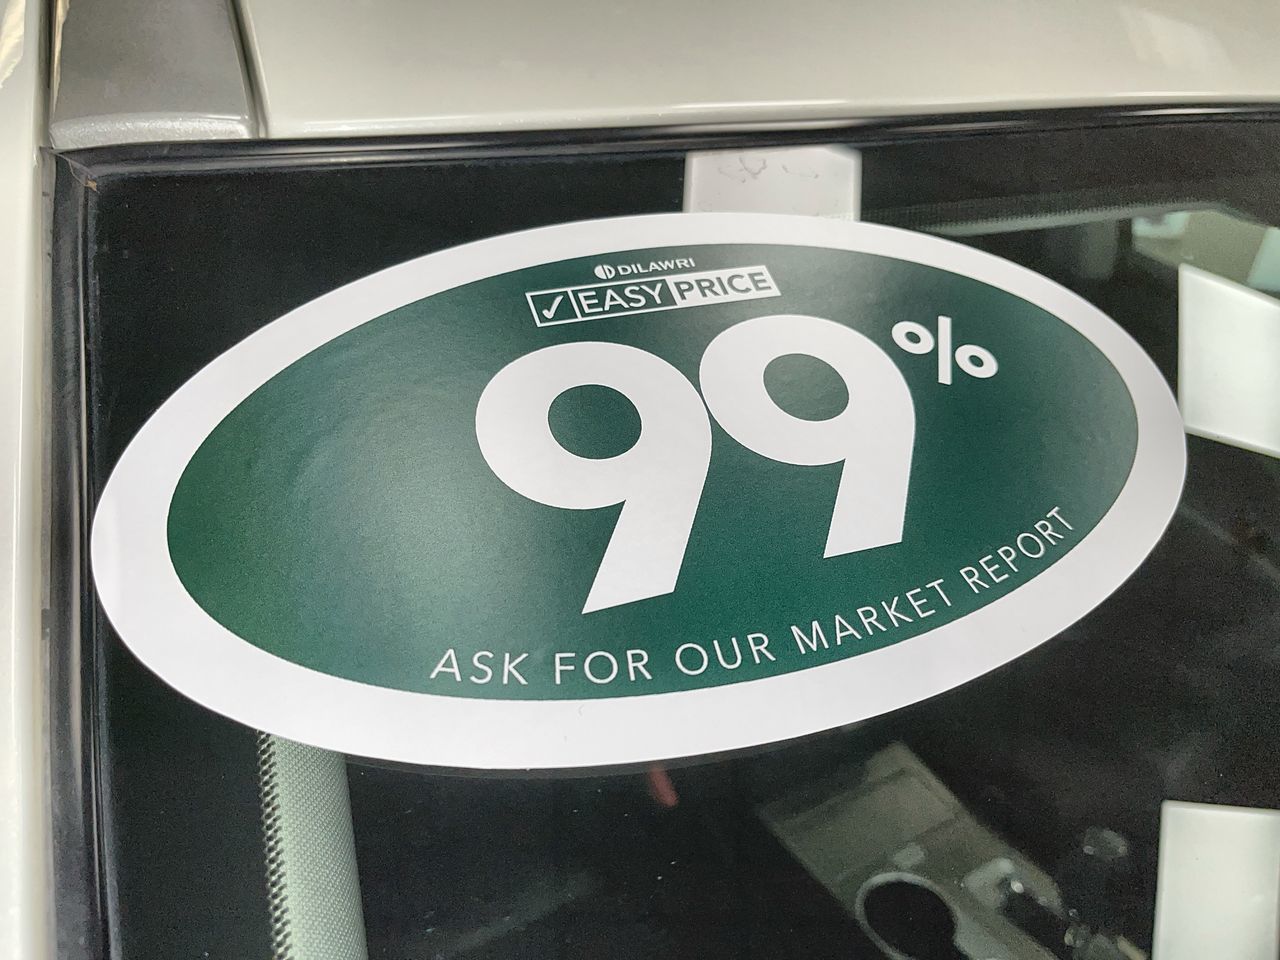 DILAWRI
✓ EASY PRICE
99%
ASK FOR OUR MARKET REPORT